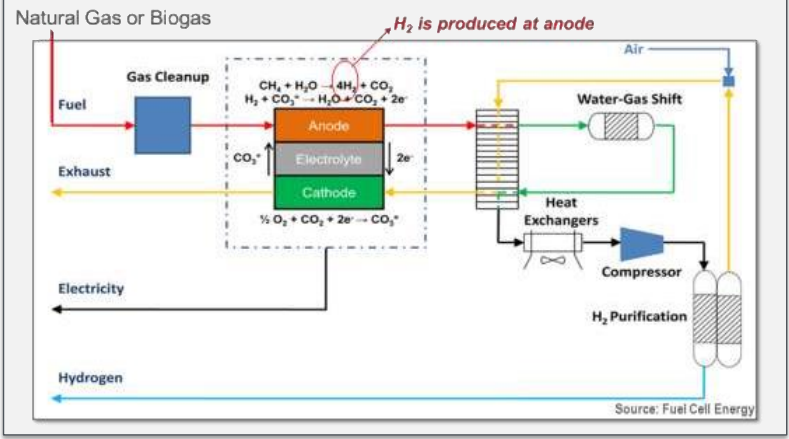 Natural Gas or Biogas
H₂ is produced at anode
Air
Gas Cleanup
CH₄ + H₂O → 4H₂ + CO₂
H₂ + CO₃⁼ → H₂O + CO₂ + 2e⁻
Water-Gas Shift
Fuel
Anode
CO₃⁼
Electrolyte
2e⁻
Exhaust
Cathode
½ O₂ + CO₂ + 2e⁻ → CO₃⁼
Heat
Exchangers
Compressor
Electricity
H₂ Purification
Hydrogen
Source: Fuel Cell Energy